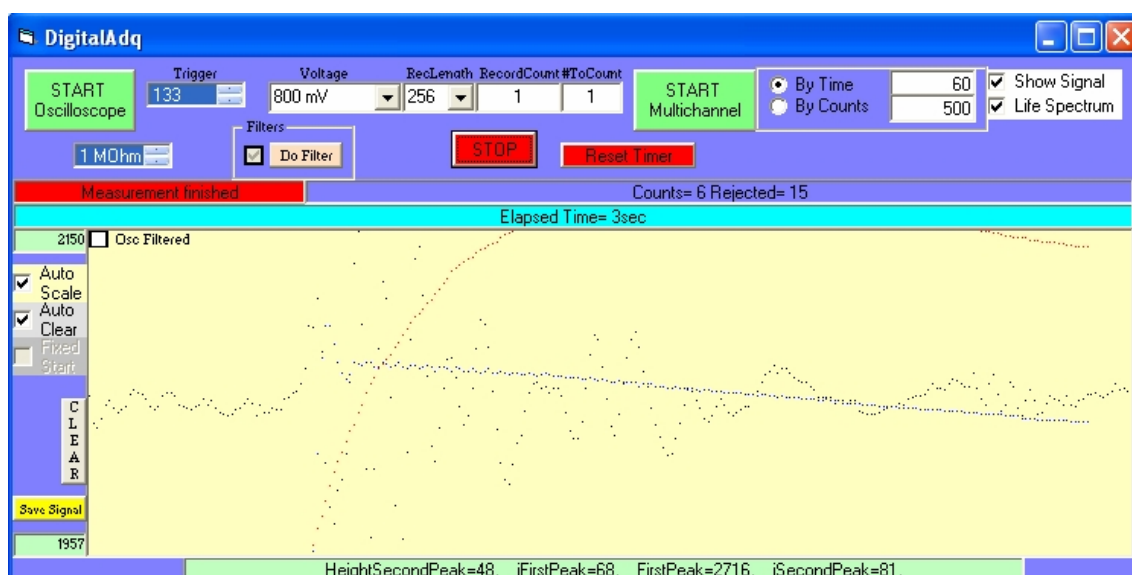 DigitalAdq
Trigger Voltage RecLength RecordCount #ToCount
START Oscilloscope
133
800 mV
256
1
1
START Multichannel
By Time 60
By Counts 500
Show Signal
Life Spectrum
1 MOhm
Filters
Do Filter
STOP
Reset Timer
Measurement finished
Counts= 6 Rejected= 15
Elapsed Time= 3sec
2150
Osc Filtered
Auto Scale
Auto Clear
Fixed Start
CLEAR
Save Signal
1957
HeightSecondPeak=48, iFirstPeak=68, FirstPeak=2716, iSecondPeak=81,